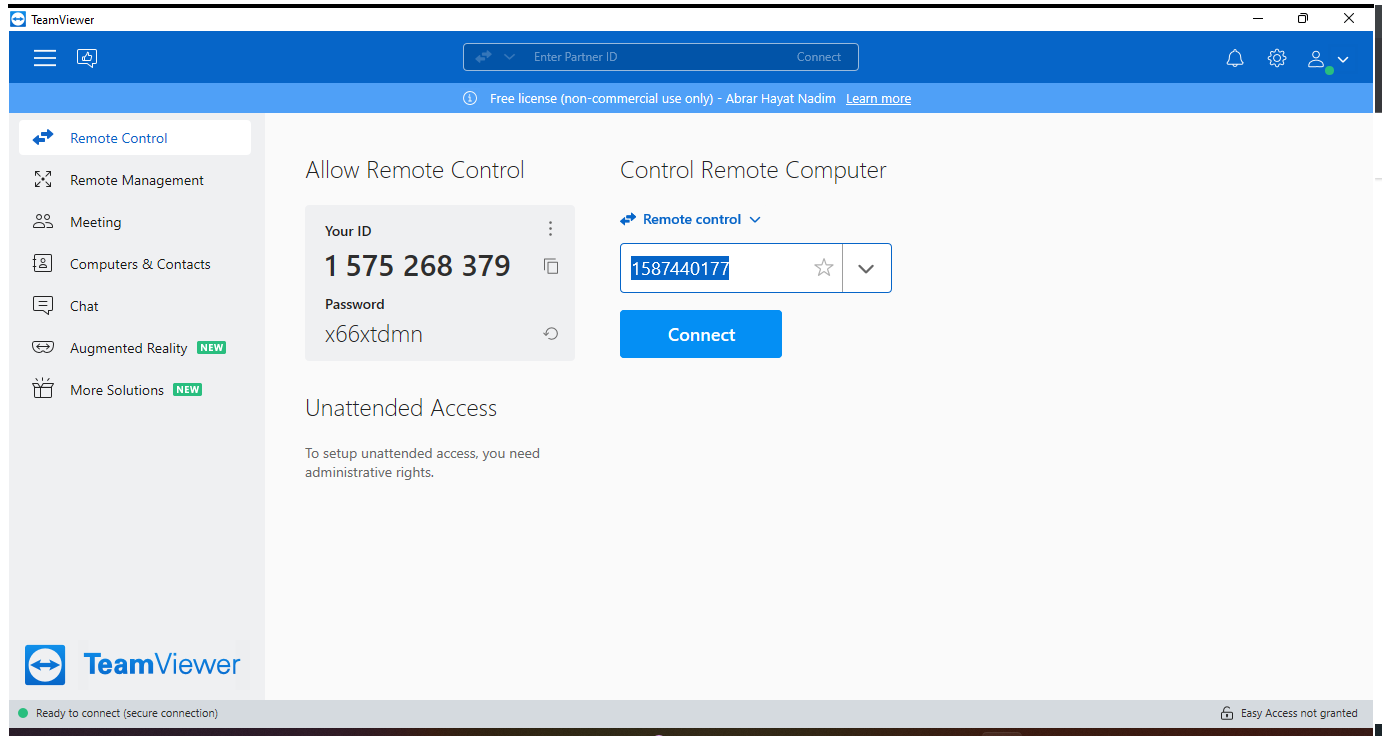 TeamViewer
Enter Partner ID
Connect
Free license (non-commercial use only) - Abrar Hayat Nadim Learn more
Remote Control
Remote Management
Meeting
Computers & Contacts
Chat
Augmented Reality NEW
More Solutions NEW
TeamViewer
Allow Remote Control
Your ID
1 575 268 379
Password
x66xtdmn
Unattended Access
To setup unattended access, you need
administrative rights.
Control Remote Computer
Remote control
1587440177
Connect
Ready to connect (secure connection)
Easy Access not granted